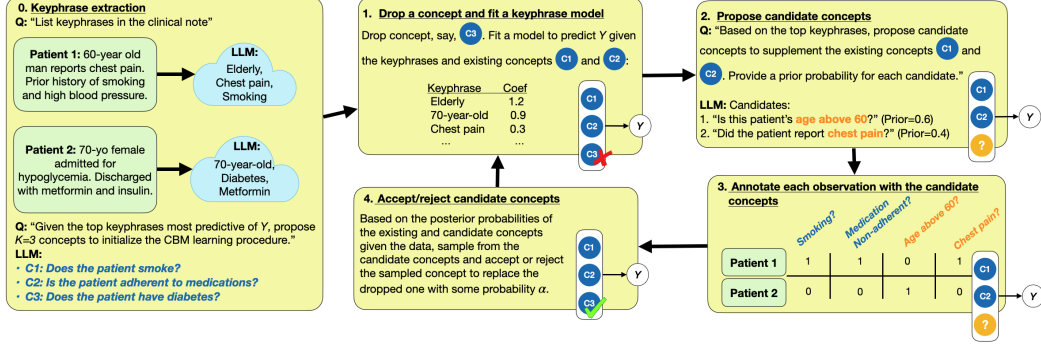 0. Keyphrase extraction
Q: “List keyphrases in the clinical note”
Patient 1: 60-year old
man reports chest pain.
Prior history of smoking
and high blood pressure.
LLM:
Elderly,
Chest pain,
Smoking
Patient 2: 70-yo female
admitted for
hypoglycemia. Discharged
with metformin and insulin.
LLM:
70-year-old,
Diabetes,
Metformin
Q: “Given the top keyphrases most predictive of Y, propose
K=3 concepts to initialize the CBM learning procedure.”
LLM:
• C1: Does the patient smoke?
• C2: Is the patient adherent to medications?
• C3: Does the patient have diabetes?
1. Drop a concept and fit a keyphrase model
Drop concept, say, C3. Fit a model to predict Y given
the keyphrases and existing concepts C1 and C2:
Keyphrase Coef
Elderly 1.2
70-year-old 0.9
Chest pain 0.3
... ...
C1
C2
C3
Y
2. Propose candidate concepts
Q: “Based on the top keyphrases, propose candidate
concepts to supplement the existing concepts C1 and
C2. Provide a prior probability for each candidate.”
LLM: Candidates:
1. “Is this patient’s age above 60?” (Prior=0.6)
2. “Did the patient report chest pain?” (Prior=0.4)
C1
C2
?
Y
3. Annotate each observation with the candidate
concepts
Smoking?
Medication
Non-adherent?
Age above 60?
Chest pain?
Patient 1 1 1 0 1
Patient 2 0 0 1 0
C1
C2
?
Y
4. Accept/reject candidate concepts
Based on the posterior probabilities of
the existing and candidate concepts
given the data, sample from the
candidate concepts and accept or reject
the sampled concept to replace the
dropped one with some probability α.
C1
C2
C3
Y